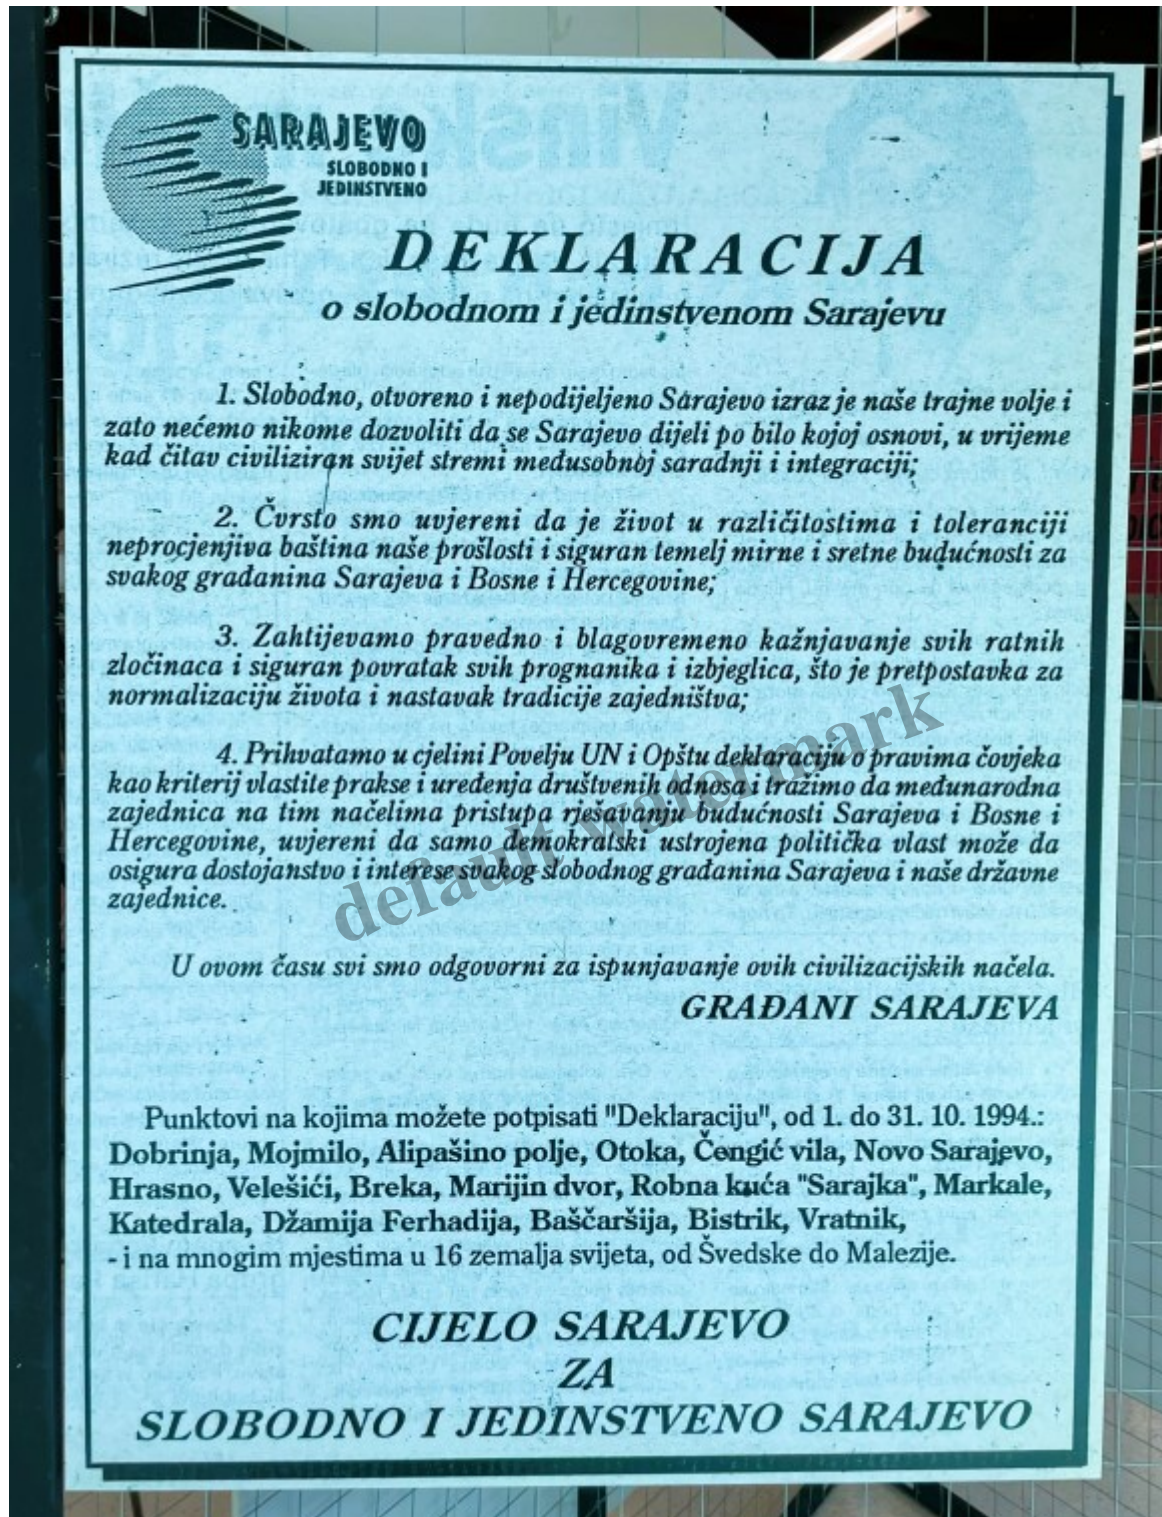 SARAJEVO
SLOBODNO I
JEDINSTVENO
DEKLARACIJA
o slobodnom i jedinstvenom Sarajevu
1. Slobodno, otvoreno i nepodijeljeno Sarajevo izraz je naše trajne volje i
zato nećemo nikome dozvoliti da se Sarajevo dijeli po bilo kojoj osnovi, u vrijeme
kad čitav civiliziran svijet stremi međusobnoj saradnji i integraciji;
2. Čvrsto smo uvjereni da je život u različitostima i toleranciji
neprocjenjiva baština naše prošlosti i siguran temelj mirne i sretne budućnosti za
svakog građanina Sarajeva i Bosne i Hercegovine;
3. Zahtijevamo pravedno i blagovremeno kažnjavanje svih ratnih
zločinaca i siguran povratak svih prognanika i izbjeglica, što je pretpostavka za
normalizaciju života i nastavak tradicije zajedništva;
4. Prihvatamo u cjelini Povelju UN i Opštu deklaraciju o pravima čovjeka
kao kriterij vlastite prakse i uređenja društvenih odnosa i tražimo da međunarodna
zajednica na tim načelima pristupa rješavanju budućnosti Sarajeva i Bosne i
Hercegovine, uvjereni da samo demokratski ustrojena politička vlast može da
osigura dostojanstvo i interese svakog slobodnog građanina Sarajeva i naše državne
zajednice.
default watermark
U ovom času svi smo odgovorni za ispunjavanje ovih civilizacijskih načela.
GRAĐANI SARAJEVA
Punktovi na kojima možete potpisati "Deklaraciju", od 1. do 31. 10. 1994.:
Dobrinja, Mojmilo, Alipašino polje, Otoka, Čengić vila, Novo Sarajevo,
Hrasno, Velešići, Breka, Marijin dvor, Robna kuća "Sarajka", Markale,
Katedrala, Džamija Ferhadija, Baščaršija, Bistrik, Vratnik,
- i na mnogim mjestima u 16 zemalja svijeta, od Švedske do Malezije.
CIJELO SARAJEVO
ZA
SLOBODNO I JEDINSTVENO SARAJEVO